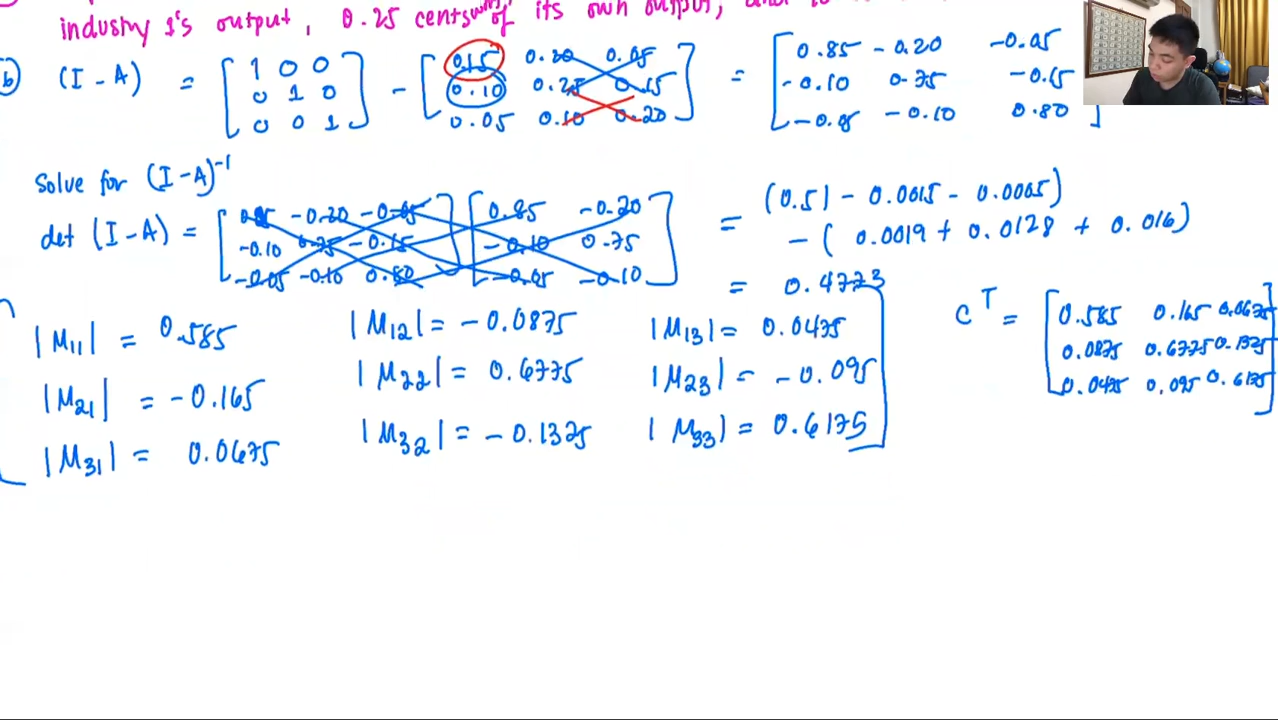 industry 1's output, 0.25 cents of its own output, and
b) (I - A) = [ 1 0 0 - [ 0.15 0.20 0.05 = [ 0.85 - 0.20 - 0.05
0 1 0 0.10 0.25 0.15 - 0.10 0.75 - 0.15
0 0 1 ] 0.05 0.10 0.20 ] - 0.05 - 0.10 0.80 ]
Solve for (I - A)⁻¹
det (I - A) = [ 0.85 - 0.20 - 0.05 ] [ 0.85 - 0.20 = (0.51 - 0.0015 - 0.0005)
- 0.10 0.75 - 0.15 - 0.10 0.75 - ( 0.0019 + 0.0128 + 0.016)
- 0.05 - 0.10 0.80 - 0.05 - 0.10 ] = 0.4773
|M11| = 0.585 |M12| = - 0.0875 |M13| = 0.0475
|M21| = - 0.165 |M22| = 0.6775 |M23| = - 0.095
|M31| = 0.0675 |M32| = - 0.1325 |M33| = 0.6175
C^T = [ 0.585 0.165 0.0675
0.0875 0.6775 0.1325
0.0475 0.095 0.6175 ]